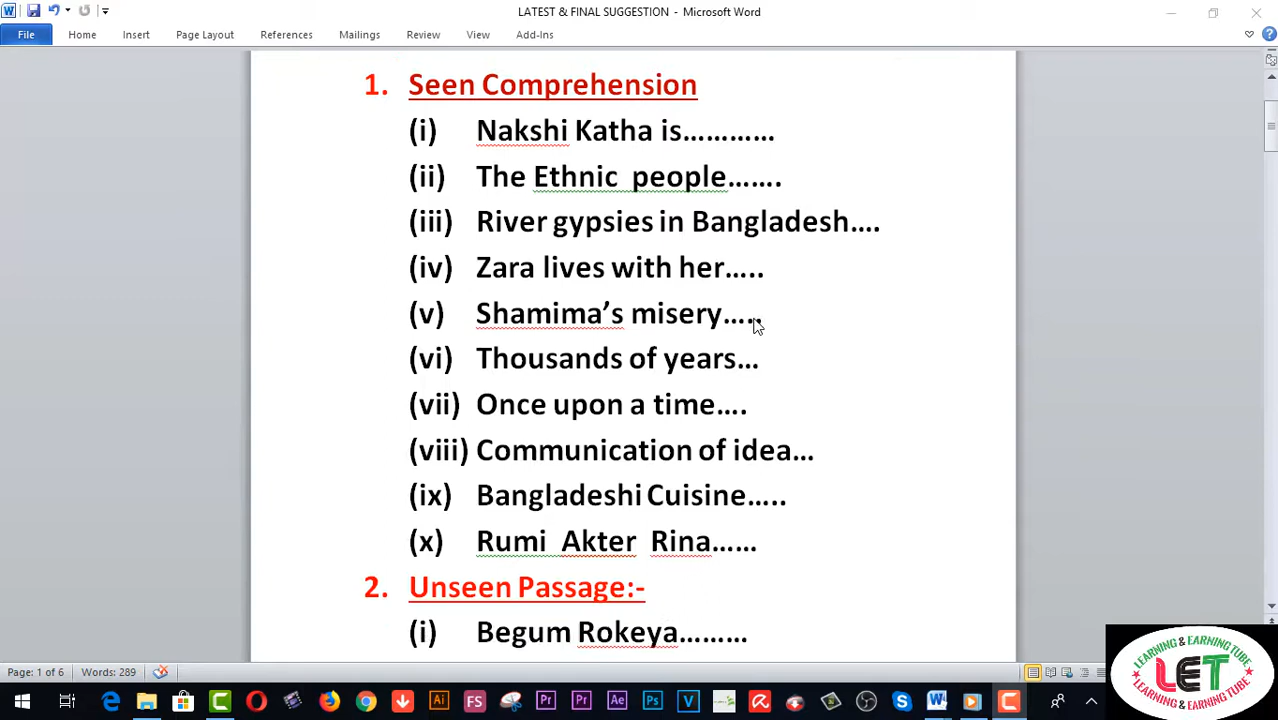 LATEST & FINAL SUGGESTION - Microsoft Word
File Home Insert Page Layout References Mailings Review View Add-Ins
1. Seen Comprehension
(i) Nakshi Katha is…………
(ii) The Ethnic people…….
(iii) River gypsies in Bangladesh….
(iv) Zara lives with her…..
(v) Shamima’s misery…..
(vi) Thousands of years…
(vii) Once upon a time….
(viii) Communication of idea…
(ix) Bangladeshi Cuisine…..
(x) Rumi Akter Rina……
2. Unseen Passage:-
(i) Begum Rokeya………
Page: 1 of 6 Words: 289
LEARNING & EARNING TUBE
LET
LEARNING & EARNING TUBE